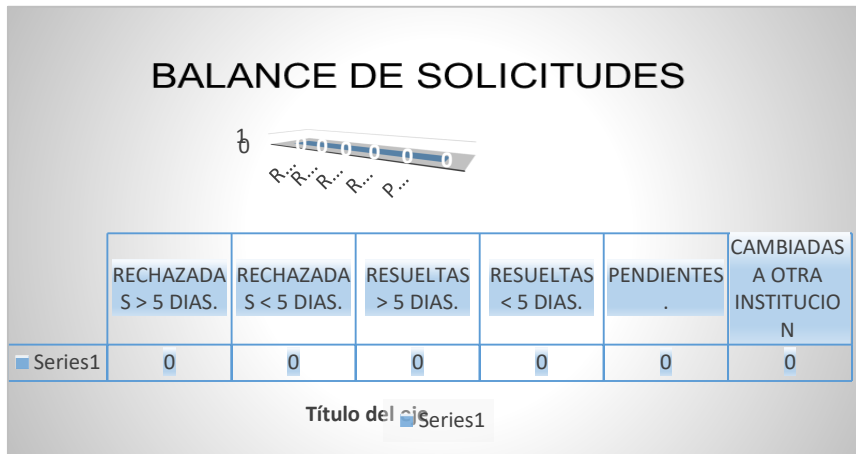 BALANCE DE SOLICITUDES
1
0
0 0 0 0 0 0
R... R... R... R... P...
RECHAZADA
S > 5 DIAS.
RECHAZADA
S < 5 DIAS.
RESUELTAS
> 5 DIAS.
RESUELTAS
< 5 DIAS.
PENDIENTES
.
CAMBIADAS
A OTRA
INSTITUCIO
N
Series1 0 0 0 0 0 0
Título del eje
Series1